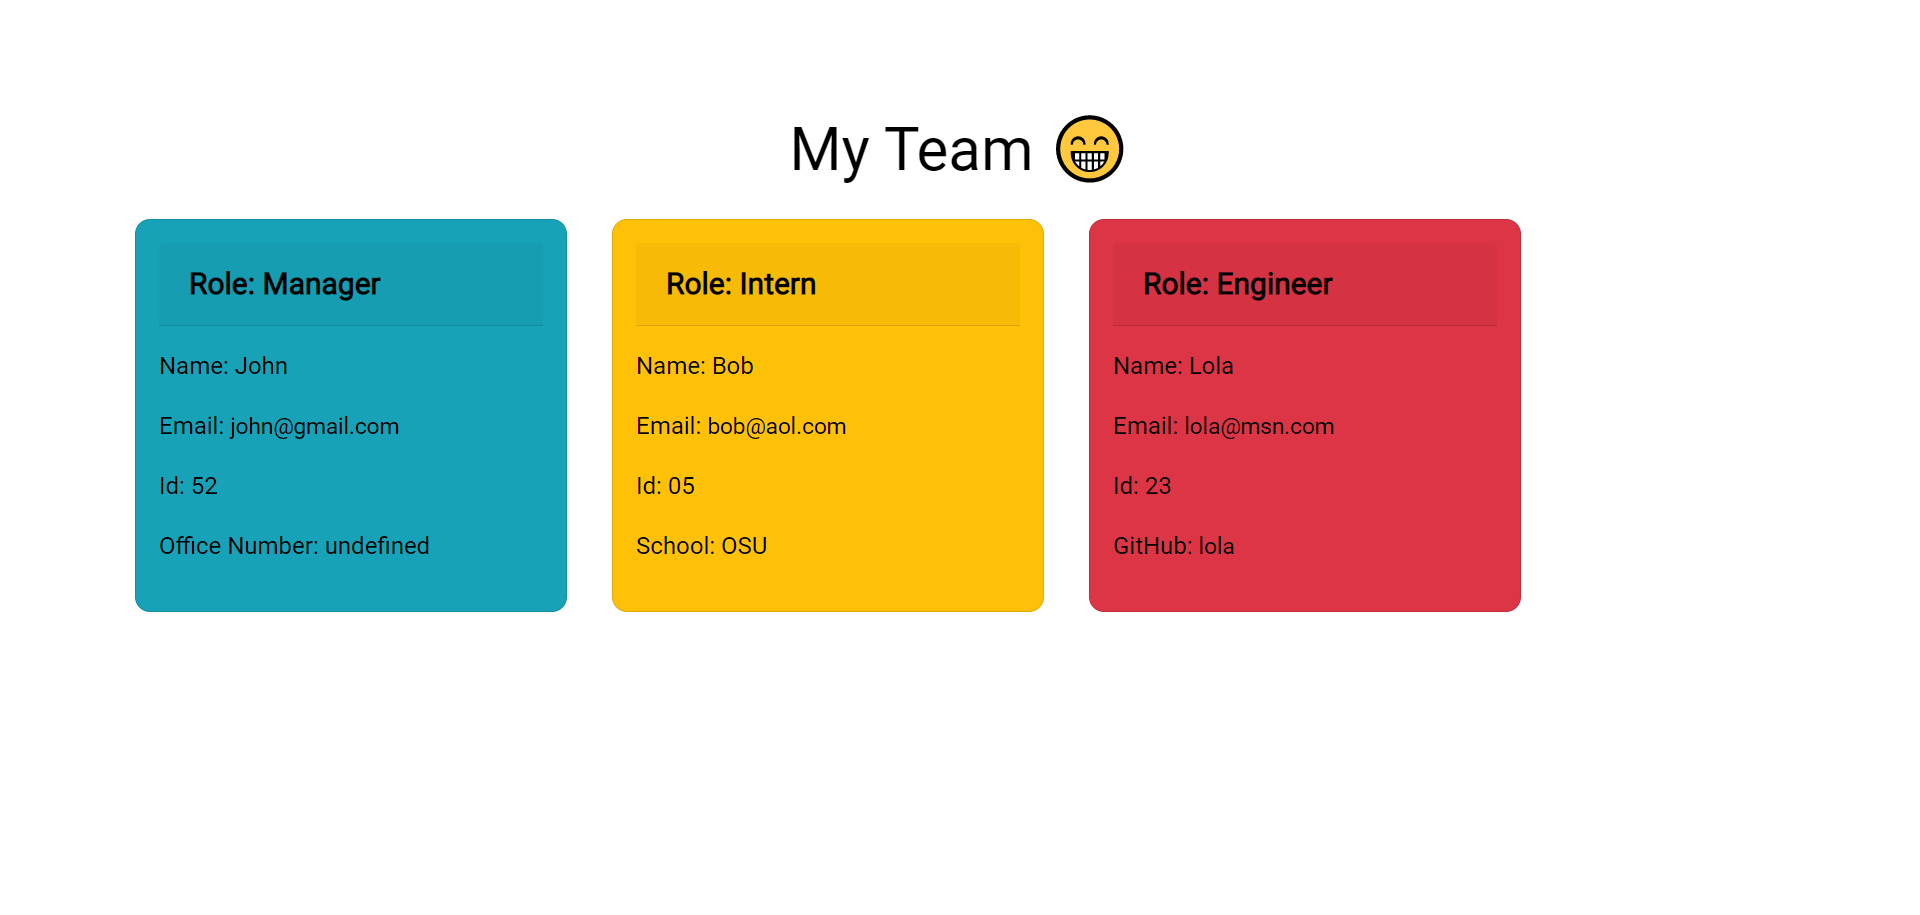 My Team 😁
Role: Manager
Name: John
Email: john@gmail.com
Id: 52
Office Number: undefined
Role: Intern
Name: Bob
Email: bob@aol.com
Id: 05
School: OSU
Role: Engineer
Name: Lola
Email: lola@msn.com
Id: 23
GitHub: lola